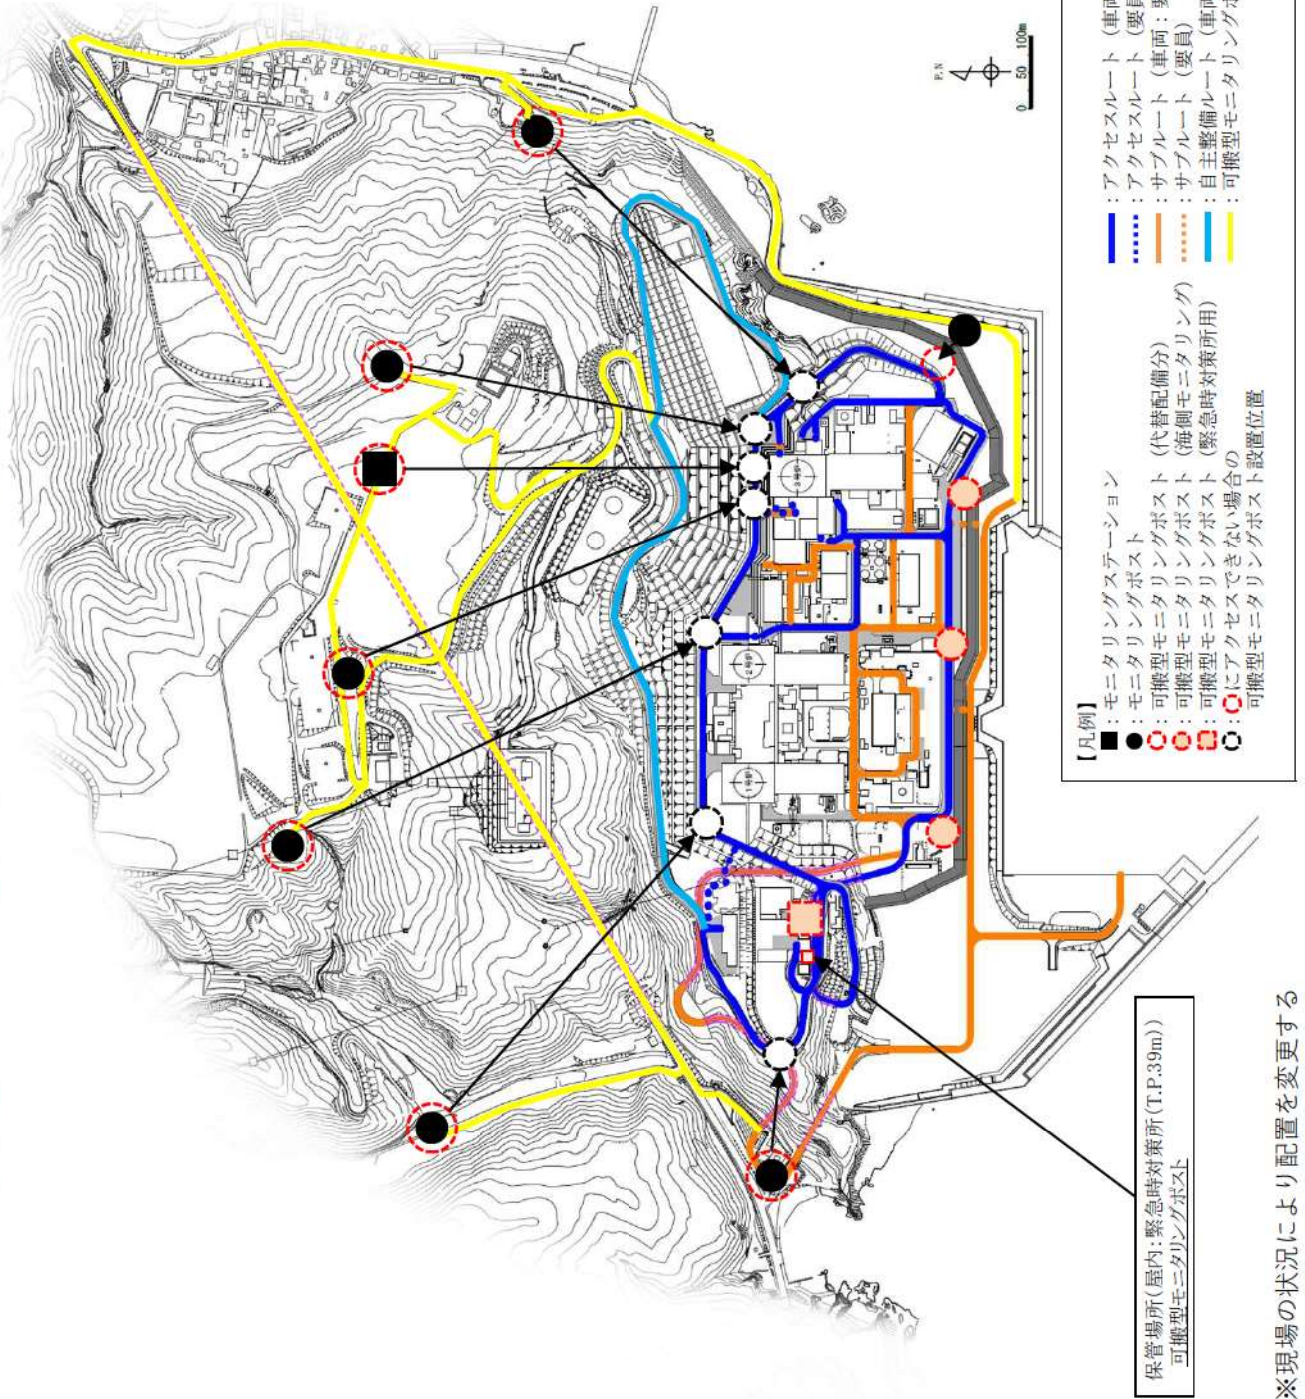 P.N
0 50 100m
3号炉
2号炉
1号炉
【凡例】
■：モニタリングステーション
●：モニタリングポスト
：可搬型モニタリングポスト（代替配備分）
：可搬型モニタリングポスト（海側モニタリング）
：可搬型モニタリングポスト（緊急時対策所用）
：にアクセスできない場合の
可搬型モニタリングポスト設置位置
：アクセスルート（車両
：アクセスルート（要員
：サブルート（車両：要
：サブルート（要員）
：自主整備ルート（車両
：可搬型モニタリングポ
保管場所(屋内:緊急時対策所(T.P.39m))
可搬型モニタリングポスト
※現場の状況により配置を変更する